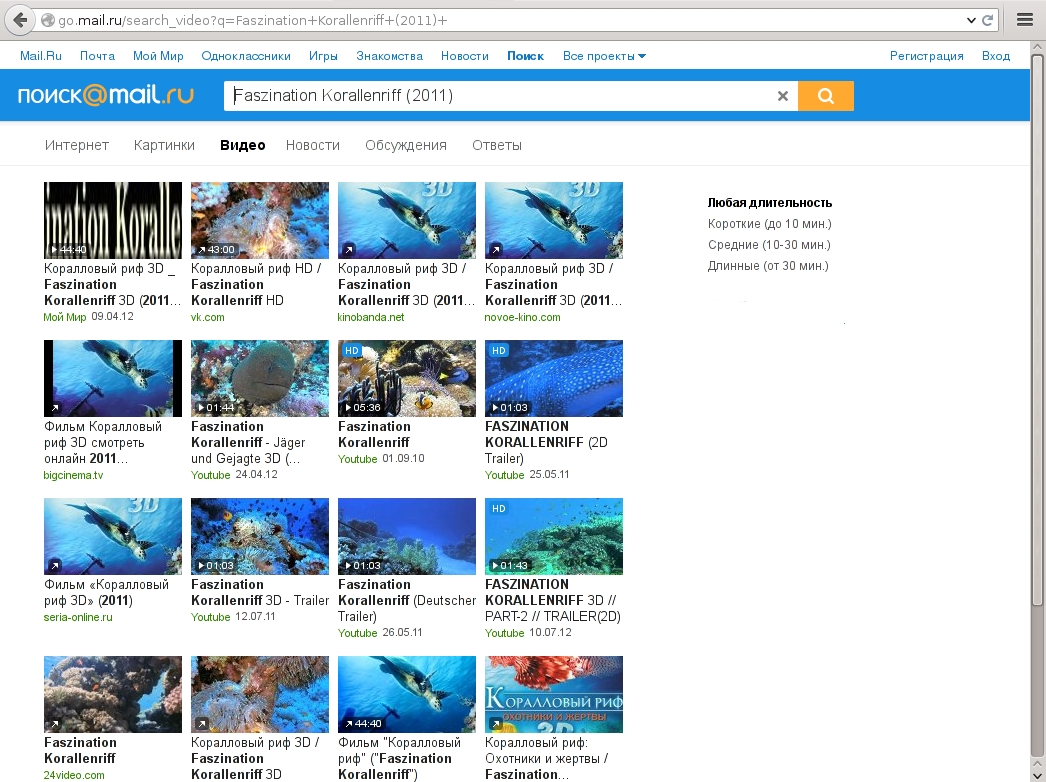 go.mail.ru/search_video?q=Faszination+Korallenriff+(2011)+
Mail.Ru Почта Мой Мир Одноклассники Игры Знакомства Новости Поиск Все проекты Регистрация Вход
поиск@mail.ru Faszination Korallenriff (2011)
Интернет Картинки Видео Новости Обсуждения Ответы
Любая длительность
Короткие (до 10 мин.)
Средние (10-30 мин.)
Длинные (от 30 мин.)
ination Koralle
44:40
Коралловый риф 3D _
Faszination
Korallenriff 3D (2011...
Мой Мир 09.04.12
43:00
Коралловый риф HD /
Faszination
Korallenriff HD
vk.com
3D
Коралловый риф 3D /
Faszination
Korallenriff 3D (2011...
kinobanda.net
3D
Коралловый риф 3D /
Faszination
Korallenriff 3D (2011...
novoe-kino.com
Фильм Коралловый
риф 3D смотреть
онлайн 2011...
bigcinema.tv
01:44
Faszination
Korallenriff - Jäger
und Gejagte 3D (...
Youtube 24.04.12
HD
05:36
Faszination
Korallenriff
Youtube 01.09.10
HD
01:03
FASZINATION
KORALLENRIFF (2D
Trailer)
Youtube 25.05.11
3D
Фильм «Коралловый
риф 3D» (2011)
seria-online.ru
01:03
Faszination
Korallenriff 3D - Trailer
Youtube 12.07.11
01:03
Faszination
Korallenriff (Deutscher
Trailer)
Youtube 26.05.11
HD
01:43
FASZINATION
KORALLENRIFF 3D //
PART-2 // TRAILER(2D)
Youtube 10.07.12
Faszination
Korallenriff
24video.com
Коралловый риф 3D /
Faszination
Korallenriff 3D
44:40
Фильм "Коралловый
риф" ("Faszination
Korallenriff")
Коралловый риф
ОХОТНИКИ И ЖЕРТВЫ
3D
Коралловый риф:
Охотники и жертвы /
Faszination...